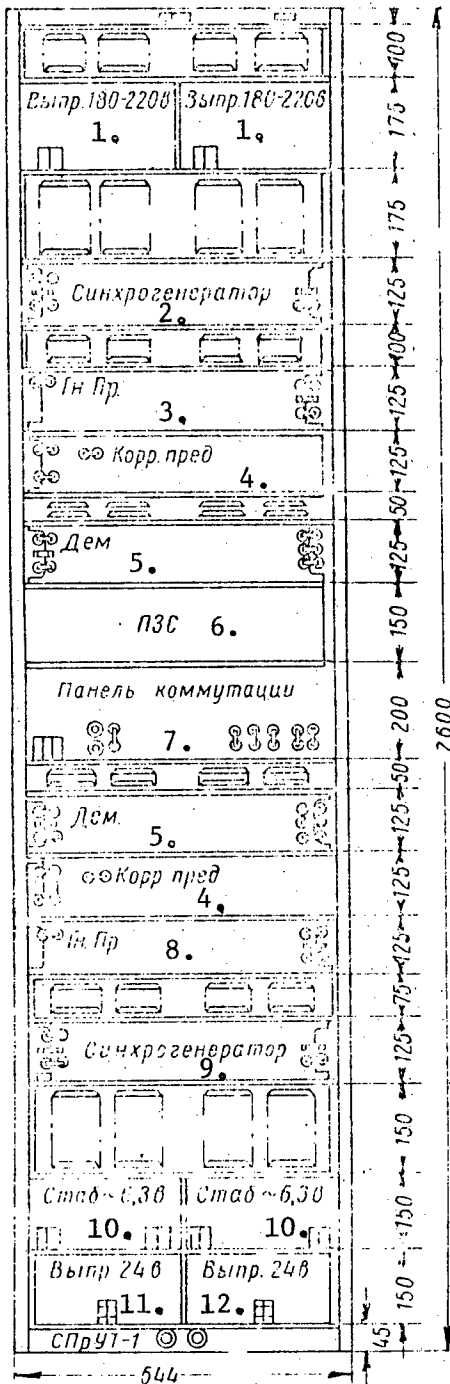 100
Выпр.180-220в Выпр.180-220в
1. 1.
175
175
Синхрогенератор
2.
125
100
Гн Пр.
3.
125
Корр. пред
4.
125
50
Дем
5.
125
ПЗС 6.
150
Панель коммутации
7.
200
2600
50
Дем.
5.
125
Корр пред
4.
125
Гн. Пр
8.
125
75
Синхрогенератор
9.
125
150
Стаб ~6,3в Стаб ~6,3в
10. 10.
150
Выпр 24в Выпр. 24в
11. 12.
150
СПрУТ-1
45
544